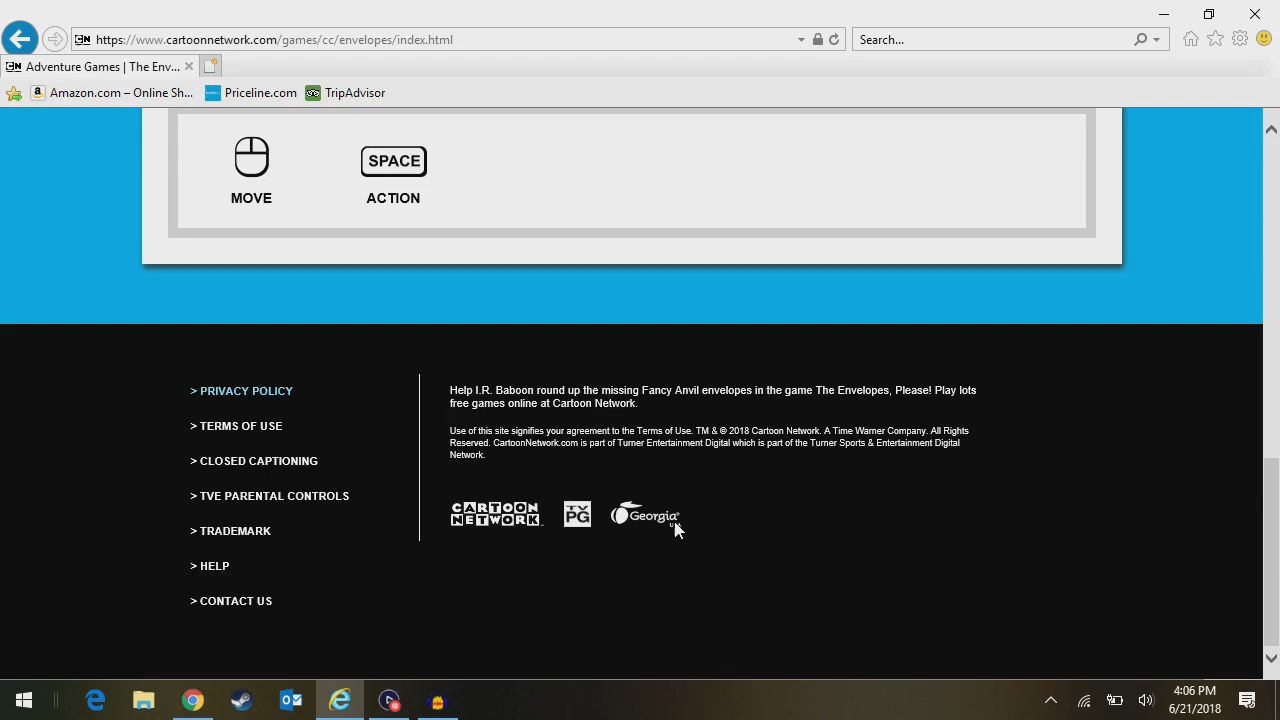 https://www.cartoonnetwork.com/games/cc/envelopes/index.html
Search...
CN Adventure Games | The Env...
Amazon.com – Online Sh...
Priceline.com
TripAdvisor
SPACE
MOVE
ACTION
> PRIVACY POLICY
> TERMS OF USE
> CLOSED CAPTIONING
> TVE PARENTAL CONTROLS
> TRADEMARK
> HELP
> CONTACT US
Help I.R. Baboon round up the missing Fancy Anvil envelopes in the game The Envelopes, Please! Play lots
free games online at Cartoon Network.
Use of this site signifies your agreement to the Terms of Use. TM & © 2018 Cartoon Network. A Time Warner Company. All Rights
Reserved. CartoonNetwork.com is part of Turner Entertainment Digital which is part of the Turner Sports & Entertainment Digital
Network.
CARTOON
NETWORK
TV
PG
Georgia
4:06 PM
6/21/2018